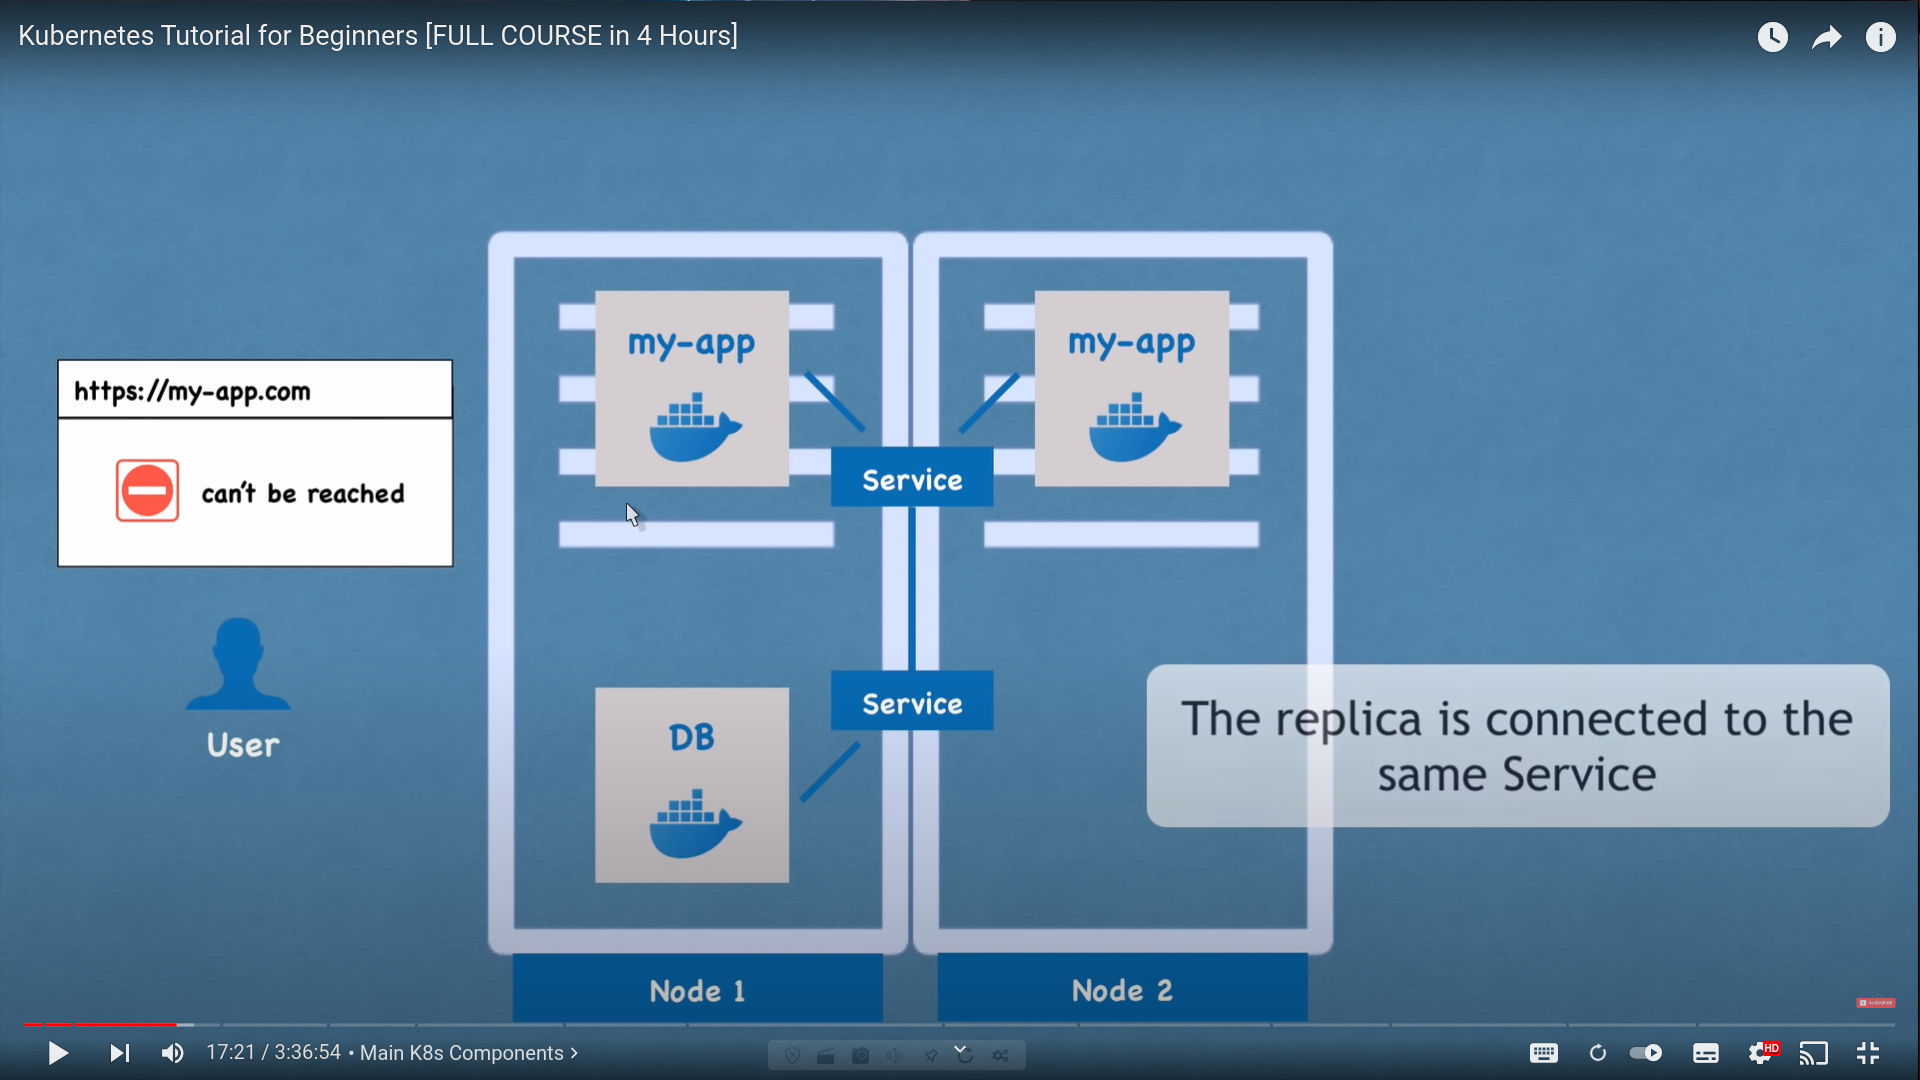 Kubernetes Tutorial for Beginners [FULL COURSE in 4 Hours]
my-app
my-app
https://my-app.com
can't be reached
Service
Service
DB
User
The replica is connected to the
same Service
Node 1
Node 2
17:21 / 3:36:54 • Main K8s Components >
HD